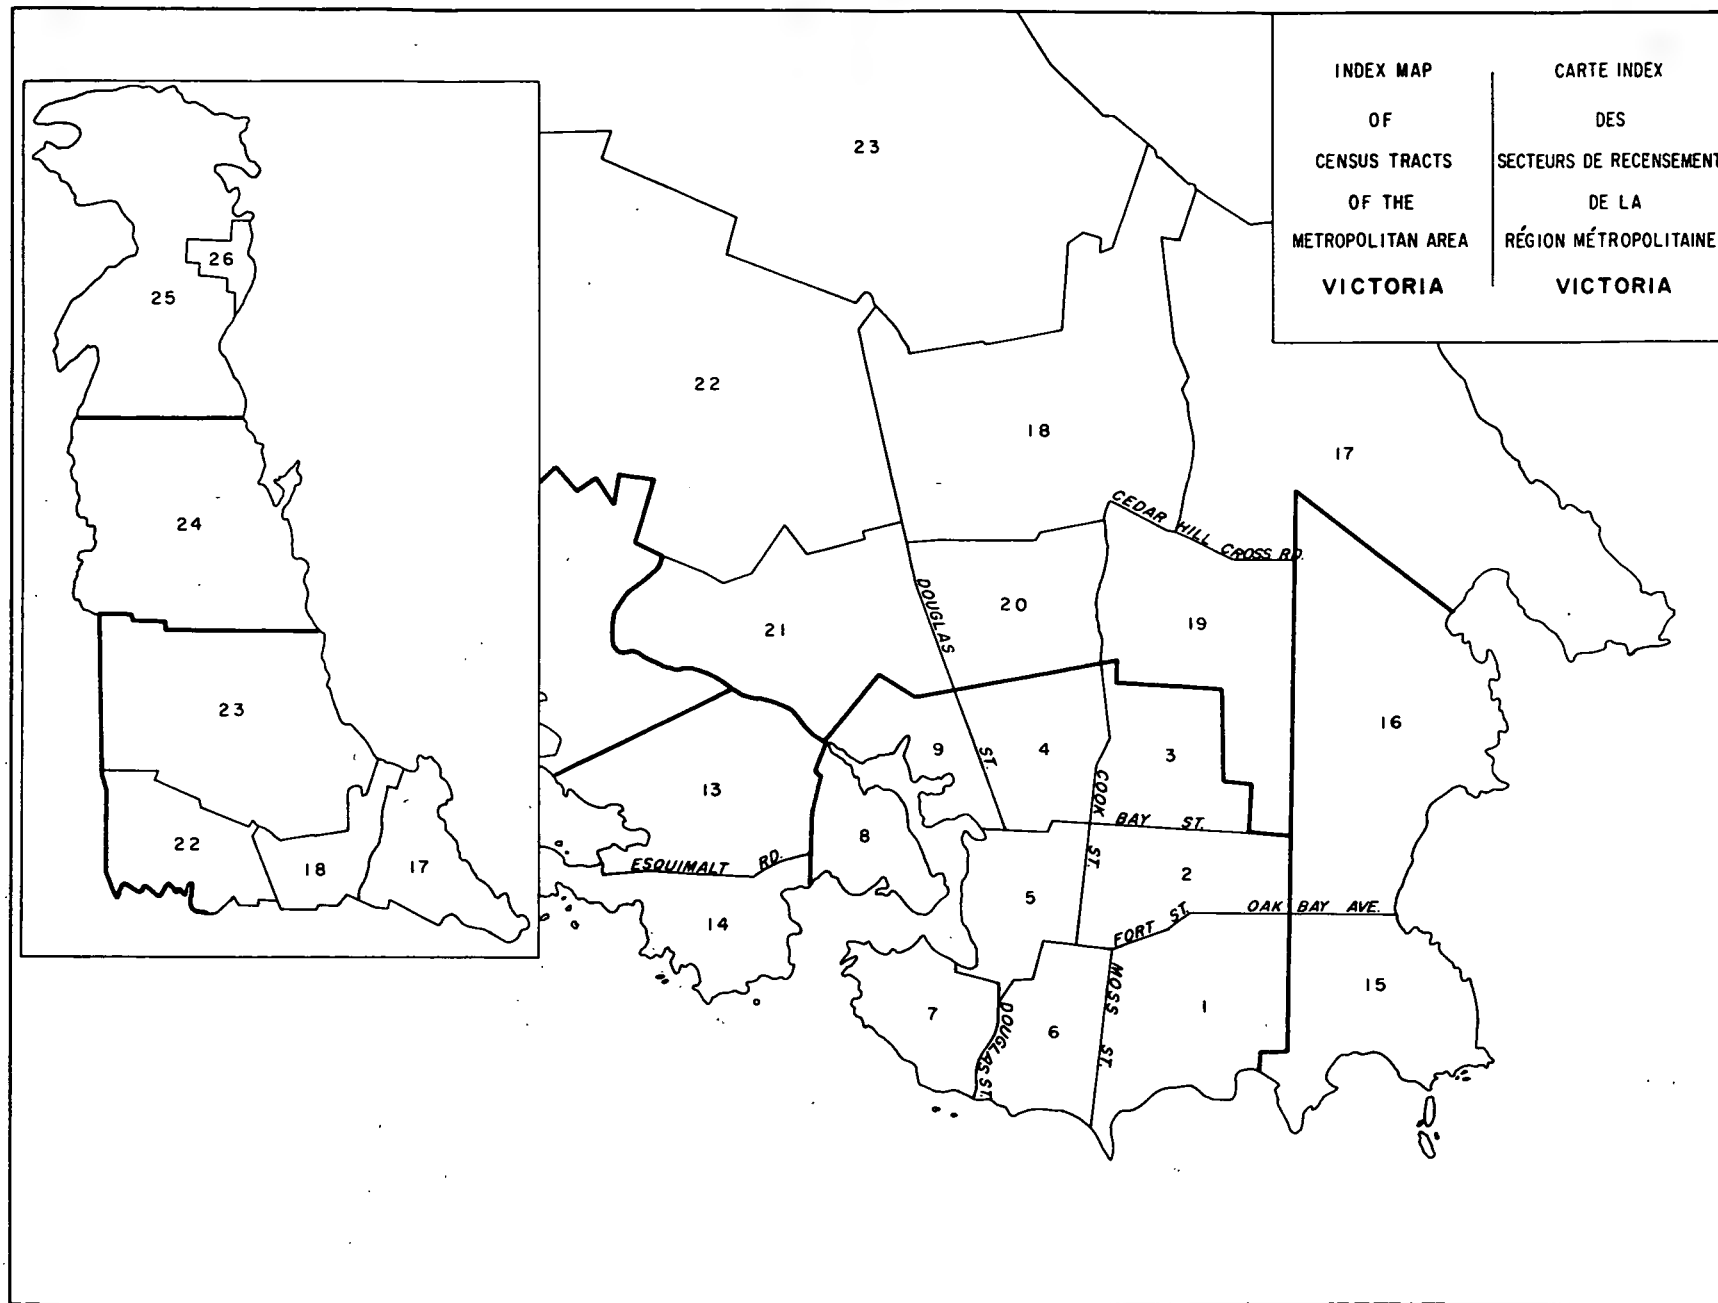 INDEX MAP
OF
CENSUS TRACTS
OF THE
METROPOLITAN AREA
VICTORIA
CARTE INDEX
DES
SECTEURS DE RECENSEMENT
DE LA
RÉGION MÉTROPOLITAINE
VICTORIA
26
25
24
23
22
18
17
23
22
18
17
CEDAR HILL CROSS RD.
DOUGLAS ST.
20
21
19
16
9
4
3
13
COOK ST.
BAY ST.
8
ESQUIMALT RD.
2
5
14
FORT ST.
OAK BAY AVE.
MOSS ST.
15
7
DOUGLAS ST.
6
1